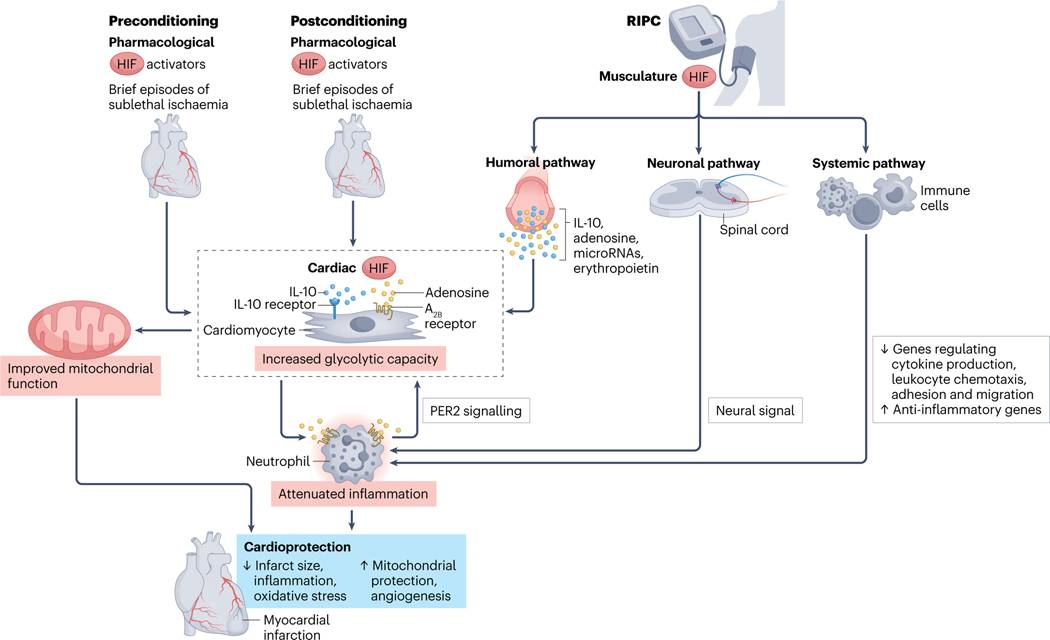 Preconditioning
Pharmacological
HIF activators
Brief episodes of
sublethal ischaemia
Postconditioning
Pharmacological
HIF activators
Brief episodes of
sublethal ischaemia
RIPC
Musculature HIF
Humoral pathway
Neuronal pathway
Systemic pathway
IL-10,
adenosine,
microRNAs,
erythropoietin
Spinal cord
Immune
cells
Cardiac HIF
IL-10
IL-10 receptor
Adenosine
A2B
receptor
Cardiomyocyte
Increased glycolytic capacity
Improved mitochondrial
function
PER2 signalling
Neural signal
↓ Genes regulating
cytokine production,
leukocyte chemotaxis,
adhesion and migration
↑ Anti-inflammatory genes
Neutrophil
Attenuated inflammation
Cardioprotection
↓ Infarct size,
inflammation,
oxidative stress
↑ Mitochondrial
protection,
angiogenesis
Myocardial
infarction